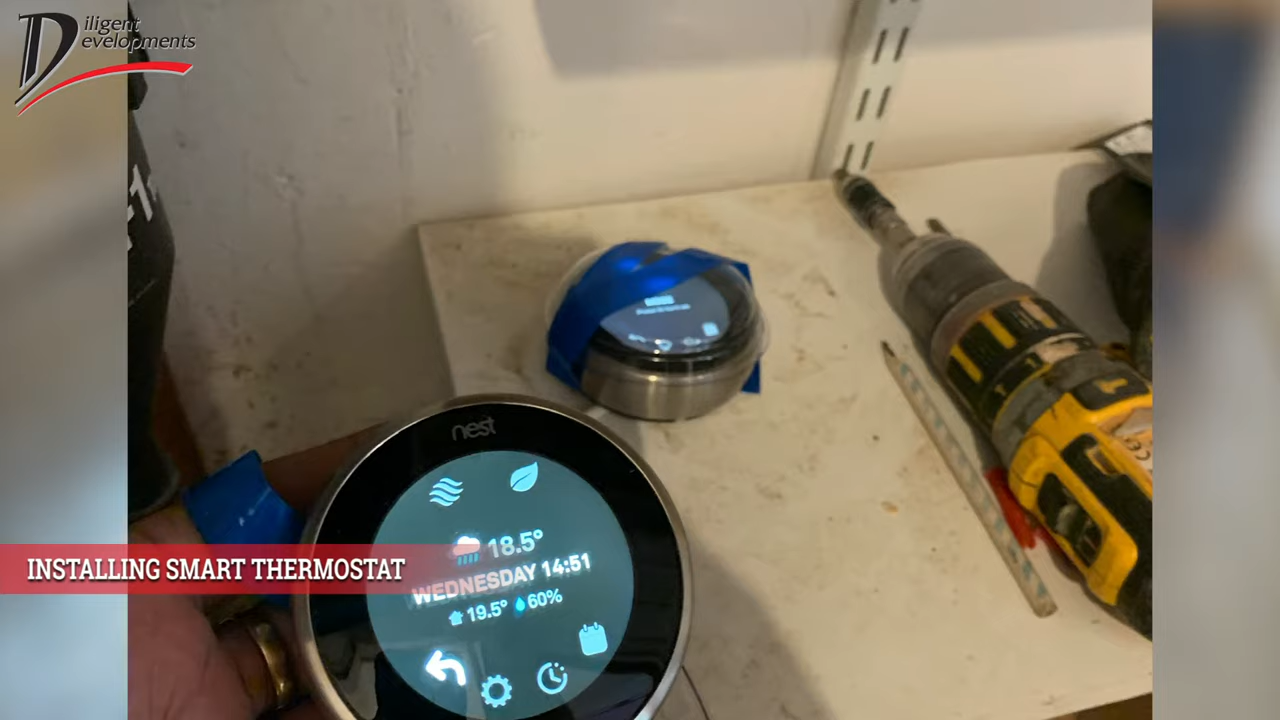 Diligent
Developments
nest
18.5°
WEDNESDAY 14:51
19.5° 60%
INSTALLING SMART THERMOSTAT